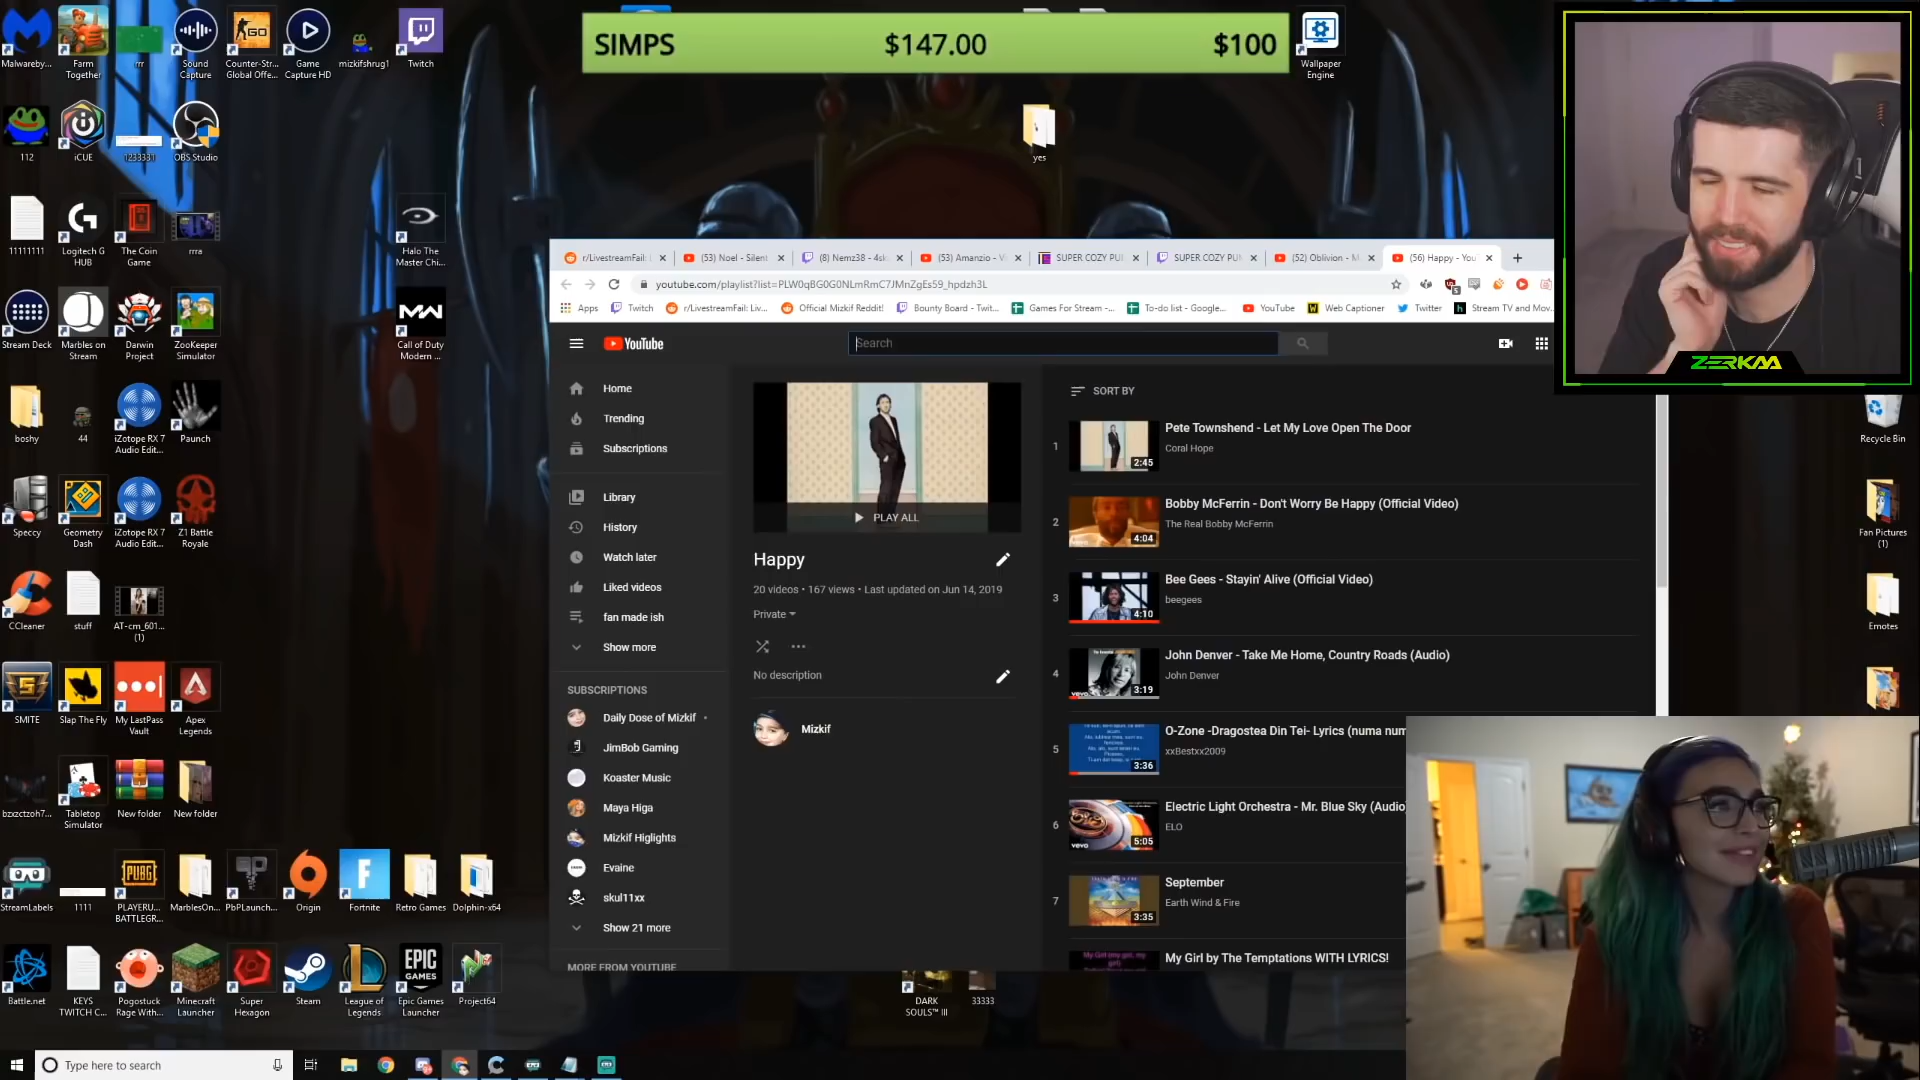 SIMPS $147.00 $100
Malwareby...
Farm Together
rrr
Sound Capture
Counter-Str... Global Offe...
Game Capture HD
mizkifshrug1
Twitch
Wallpaper Engine
112
iCUE
1233331
OBS Studio
yes
11111111
Logitech G HUB
The Coin Game
rrra
Halo The Master Chi...
Stream Deck
Marbles on Stream
Darwin Project
ZooKeeper Simulator
Call of Duty Modern ...
boshy
44
iZotope RX 7 Audio Edit...
Paunch
Speccy
Geometry Dash
iZotope RX 7 Audio Edit...
Z1 Battle Royale
CCleaner
stuff
AT-cm_601... (1)
SMITE
Slap The Fly
My LastPass Vault
Apex Legends
bzxzctzoh7...
Tabletop Simulator
New folder
New folder
StreamLabels
1111
PLAYERU... BATTLEGR...
MarblesOn...
PbPLaunch...
Origin
Fortnite
Retro Games
Dolphin-x64
Battle.net
KEYS TWITCH C...
Pogostuck Rage With...
Minecraft Launcher
Super Hexagon
Steam
League of Legends
Epic Games Launcher
Project64
DARK SOULS™ III
33333
r/LivestreamFail:
(53) Noel - Silent
(8) Nemz38 - 4sk
(53) Amanzio - V
SUPER COZY PU
SUPER COZY PU
(52) Oblivion - M
(56) Happy - You
youtube.com/playlist?list=PLW0qBG0G0NLmRmC7JMnZgEs59_hpdzh3L
Apps
Twitch
r/LivestreamFail: Liv...
Official Mizkif Reddit!
Bounty Board - Twit...
Games For Stream -...
To-do list - Google...
YouTube
Web Captioner
Twitter
Stream TV and Mov...
YouTube
Search
Home
Trending
Subscriptions
Library
History
Watch later
Liked videos
fan made ish
Show more
SUBSCRIPTIONS
Daily Dose of Mizkif
JimBob Gaming
Koaster Music
Maya Higa
Mizkif Higlights
Evaine
skul11xx
Show 21 more
MORE FROM YOUTUBE
PLAY ALL
Happy
20 videos • 167 views • Last updated on Jun 14, 2019
Private
No description
Mizkif
SORT BY
1
2:45
Pete Townshend - Let My Love Open The Door
Coral Hope
2
4:04
Bobby McFerrin - Don't Worry Be Happy (Official Video)
The Real Bobby McFerrin
3
4:10
Bee Gees - Stayin' Alive (Official Video)
beegees
4
3:19
John Denver - Take Me Home, Country Roads (Audio)
John Denver
5
3:36
O-Zone -Dragostea Din Tei- Lyrics (numa num
xxBestxx2009
6
5:05
Electric Light Orchestra - Mr. Blue Sky (Audio)
ELO
7
3:35
September
Earth Wind & Fire
My Girl by The Temptations WITH LYRICS!
ZERKAA
Recycle Bin
Fan Pictures (1)
Emotes
Type here to search